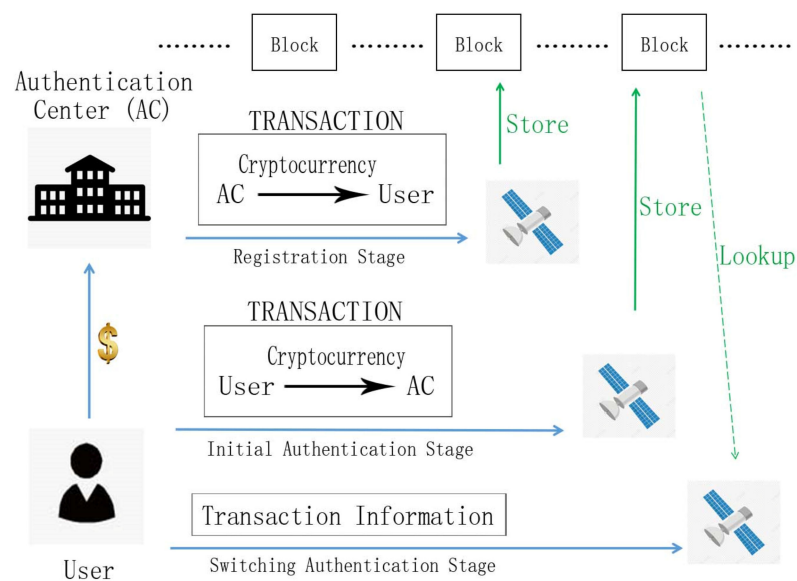 ......... Block ......... Block ......... Block .........
Authentication
Center (AC)
TRANSACTION
Cryptocurrency
AC User
Registration Stage
Store
Store
Lookup
$
TRANSACTION
Cryptocurrency
User AC
Initial Authentication Stage
Transaction Information
Switching Authentication Stage
User